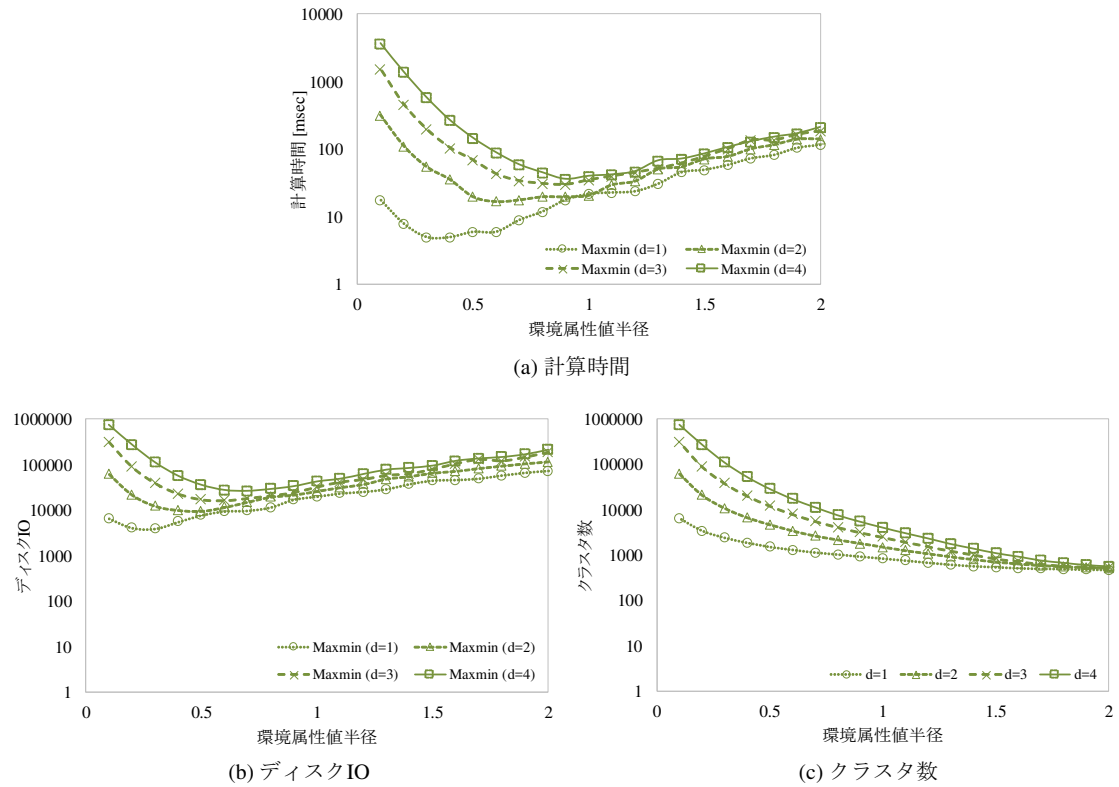 10000
1000
100
10
1
計算時間 [msec]
Maxmin (d=1) Maxmin (d=2)
Maxmin (d=3) Maxmin (d=4)
0 0.5 1 1.5 2
環境属性値半径
(a) 計算時間
1000000
100000
10000
1000
100
10
1
ディスクIO
Maxmin (d=1) Maxmin (d=2)
Maxmin (d=3) Maxmin (d=4)
0 0.5 1 1.5 2
環境属性値半径
(b) ディスクIO
1000000
100000
10000
1000
100
10
1
クラスタ数
d=1 d=2 d=3 d=4
0 0.5 1 1.5 2
環境属性値半径
(c) クラスタ数